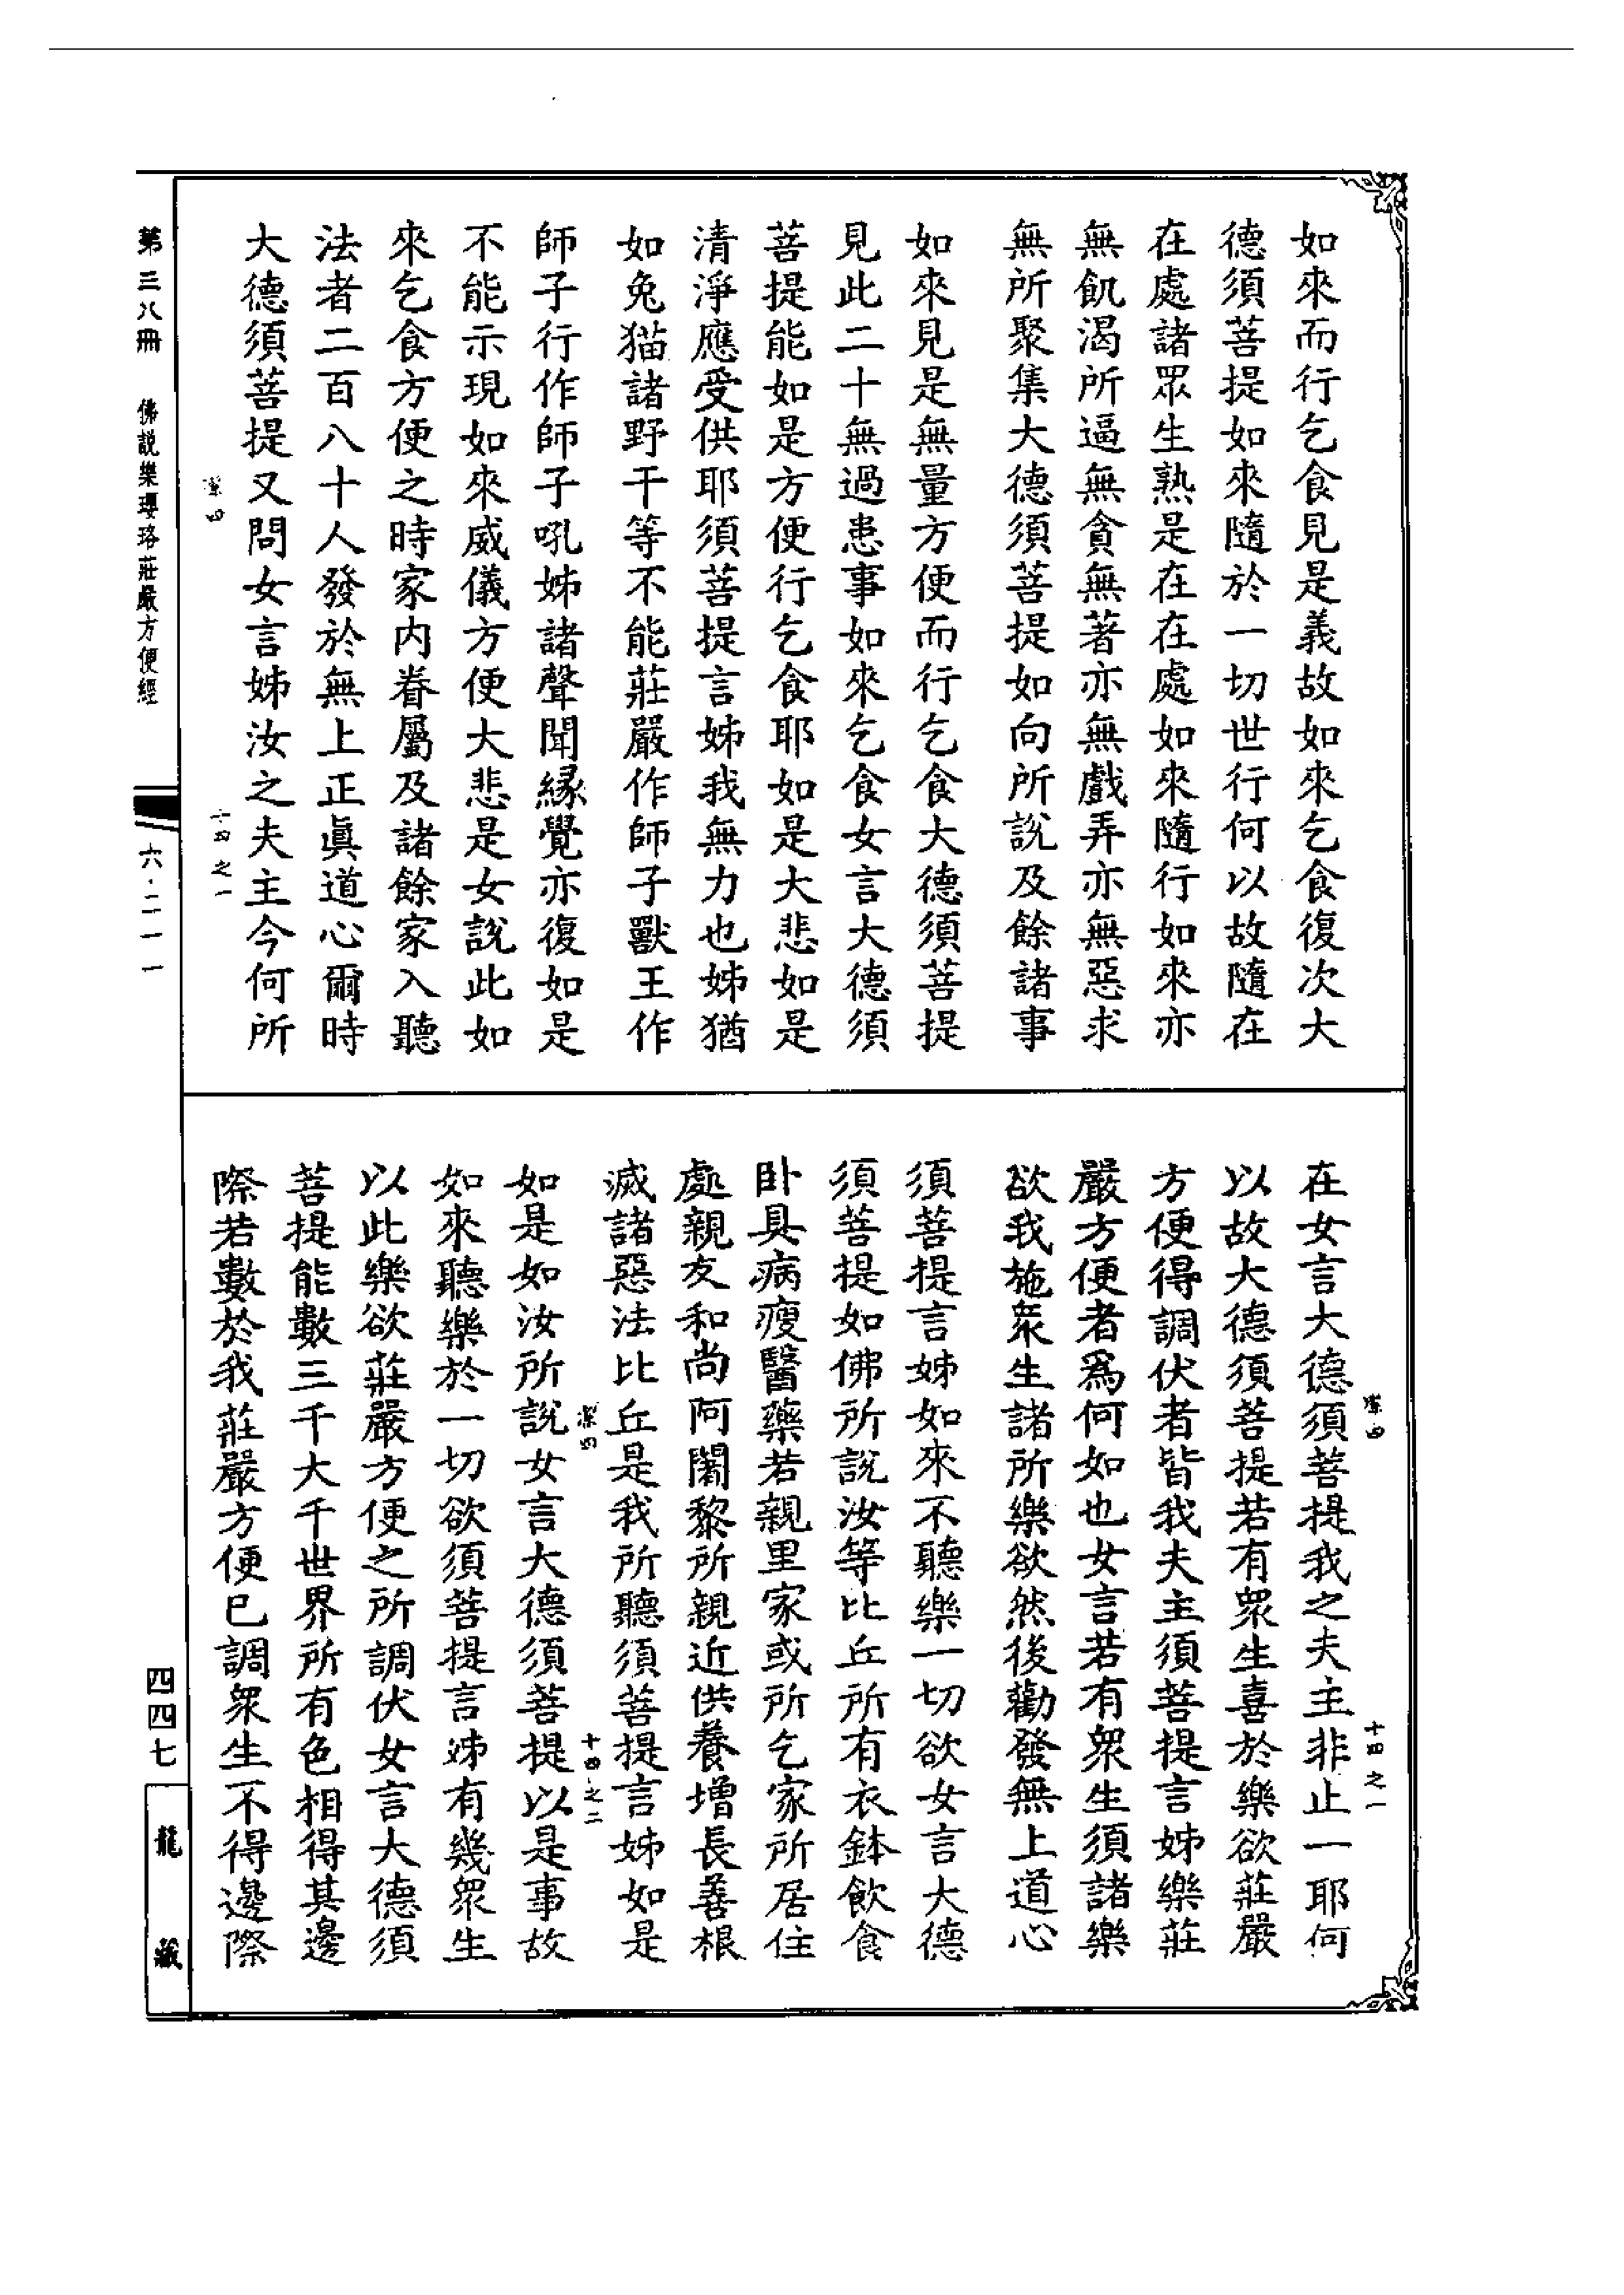 如來而行乞食見是義故如來乞食復次大
德須菩提如來隨於一切世行何以故隨在
在處諸眾生熟是在在處如來隨行如來亦
無飢渴所逼無貪無著亦無戲弄亦無惡求
無所聚集大德須菩提如向所說及餘諸事
如來見是無量方便而行乞食大德須菩提
見此二十無過患事如來乞食女言大德須
菩提能如是方便行乞食耶如是大悲如是
清淨應受供耶須菩提言姊我無力也姊猶
如兔猫諸野干等不能莊嚴作師子獸王作
師子行作師子吼姊諸聲聞緣覺亦復如是
不能示現如來威儀方便大悲是女說此如
來乞食方便之時家內眷屬及諸餘家入聽
法者二百八十人發於無上正眞道心爾時
大德須菩提又問女言姊汝之夫主今何所
潔四
十四之一
在女言大德須菩提我之夫主非止一耶何
以故大德須菩提若有眾生喜於樂欲莊嚴
方便得調伏者皆我夫主須菩提言姊樂莊
嚴方便者爲何如也女言若有眾生須諸樂
欲我施衆生諸所樂欲然後勸發無上道心
潔四
十四之一
須菩提言姊如來不聽樂一切欲女言大德
須菩提如佛所說汝等比丘所有衣鉢飲食
卧具病瘦醫藥若親里家或所乞家所居住
處親友和尚阿闍黎所親近供養增長善根
滅諸惡法比丘是我所聽須菩提言姊如是
潔四
十四之二
如是如汝所說女言大德須菩提以是事故
如來聽樂於一切欲須菩提言姊有幾眾生
以此樂欲莊嚴方便之所調伏女言大德須
菩提能數三千大千世界所有色相得其邊
際若數於我莊嚴方便已調眾生不得邊際
第三八冊
佛說樂瓔珞莊嚴方便經
六·二一一
四四七
龍藏